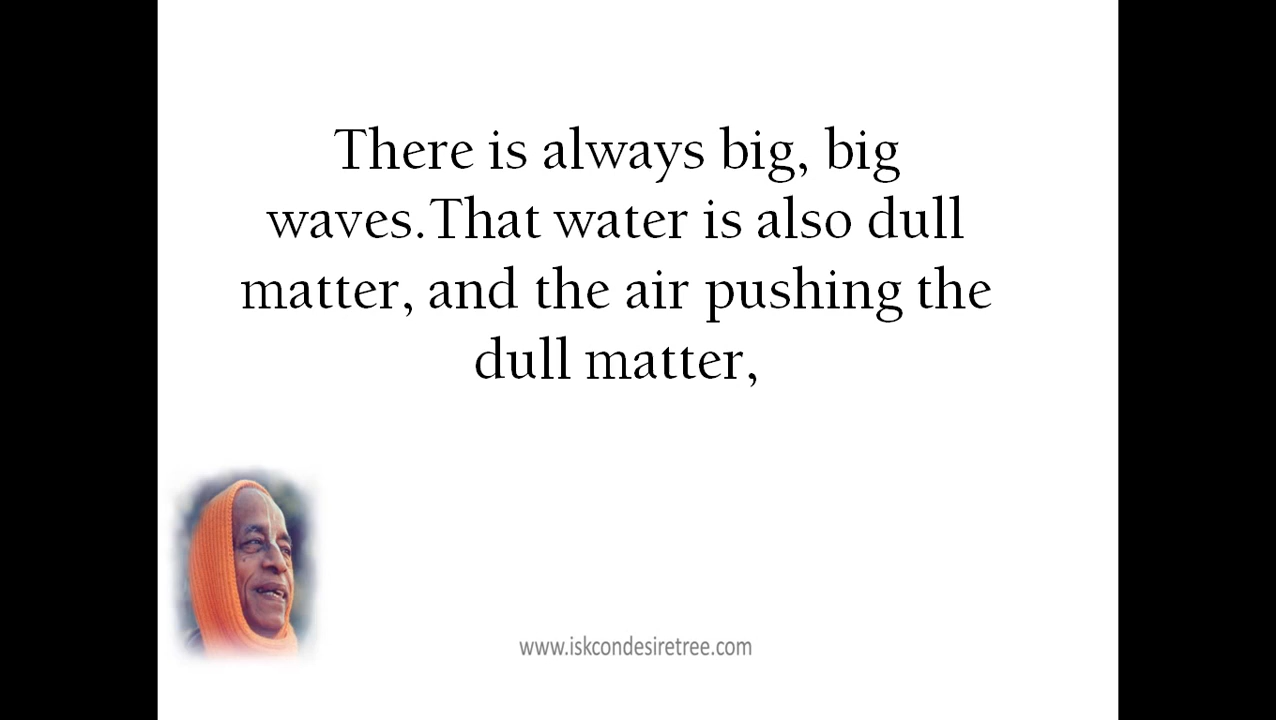 There is always big, big
waves.That water is also dull
matter, and the air pushing the
dull matter,
www.iskcondesiretree.com